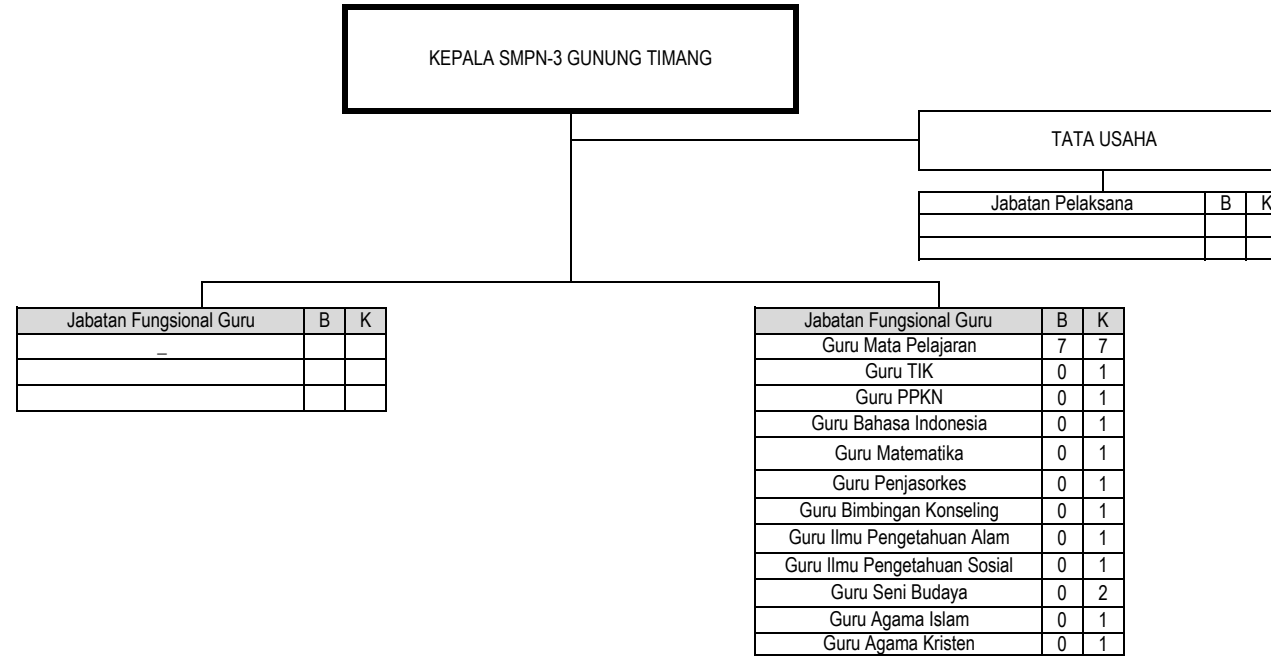 KEPALA SMPN-3 GUNUNG TIMANG
TATA USAHA
Jabatan Pelaksana B K
Jabatan Fungsional Guru B K
_
Jabatan Fungsional Guru B K
Guru Mata Pelajaran 7 7
Guru TIK 0 1
Guru PPKN 0 1
Guru Bahasa Indonesia 0 1
Guru Matematika 0 1
Guru Penjasorkes 0 1
Guru Bimbingan Konseling 0 1
Guru Ilmu Pengetahuan Alam 0 1
Guru Ilmu Pengetahuan Sosial 0 1
Guru Seni Budaya 0 2
Guru Agama Islam 0 1
Guru Agama Kristen 0 1